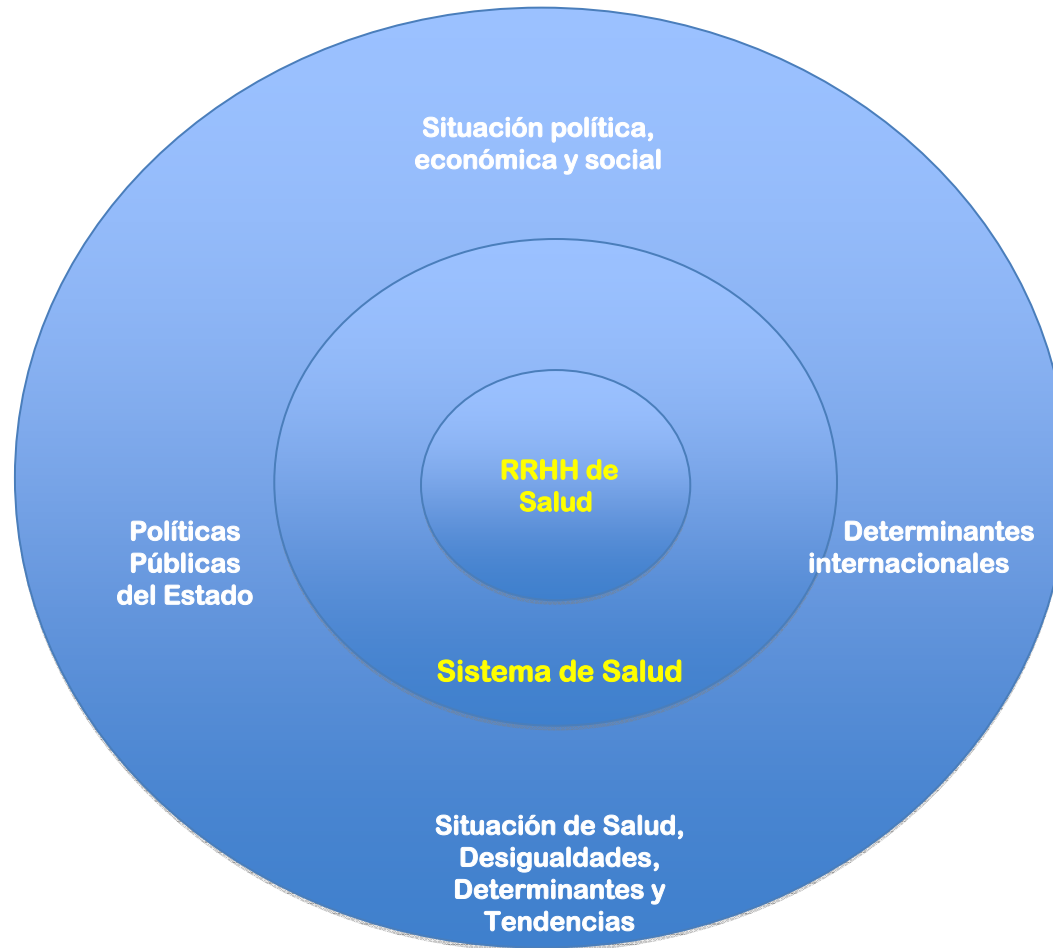 Situación política,
económica y social
RRHH de
Salud
Políticas
Públicas
del Estado
Determinantes
internacionales
Sistema de Salud
Situación de Salud,
Desigualdades,
Determinantes y
Tendencias